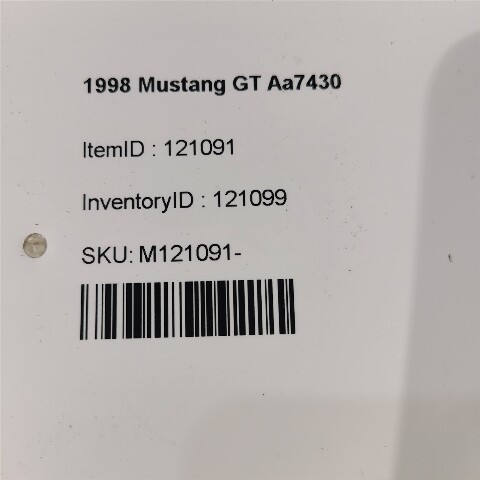 1998 Mustang GT Aa7430
ItemID : 121091
InventoryID : 121099
SKU: M121091-